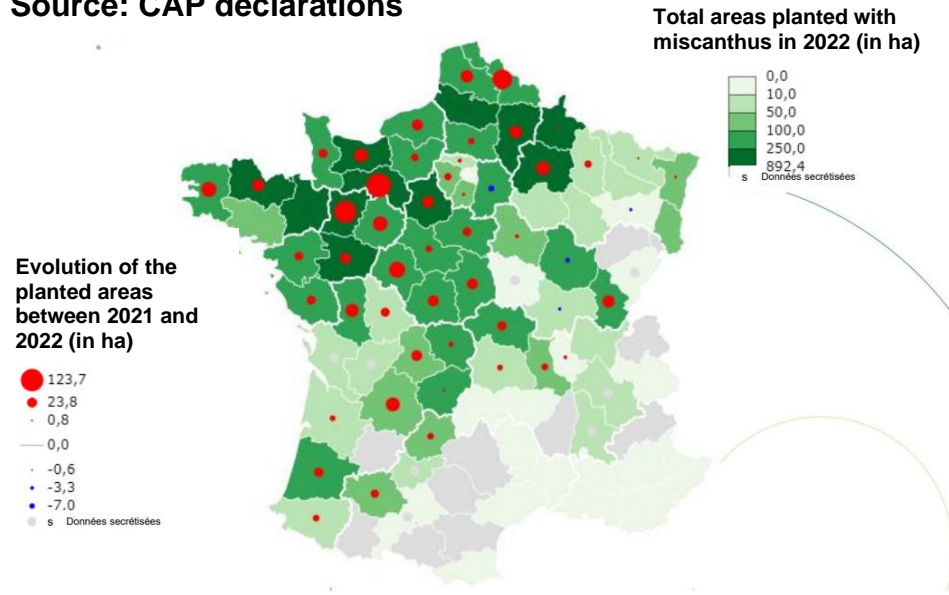 Source: CAP declarations
Total areas planted with
miscanthus in 2022 (in ha)
0,0
10,0
50,0
100,0
250,0
892,4
s Données secrétisées
Evolution of the
planted areas
between 2021 and
2022 (in ha)
123,7
23,8
0,8
0,0
-0,6
-3,3
-7.0
s Données secrétisées